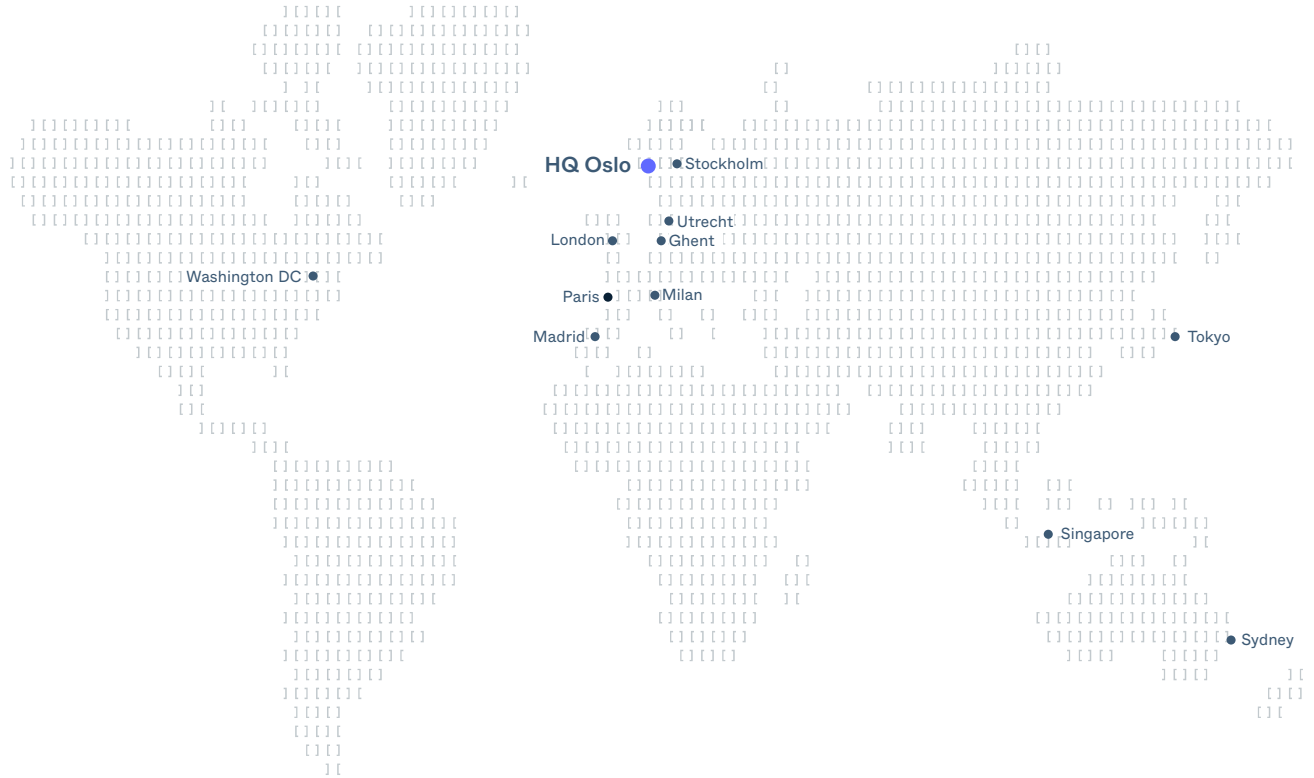 HQ Oslo
Stockholm
Utrecht
London
Ghent
Washington DC
Paris
Milan
Madrid
Tokyo
Singapore
Sydney